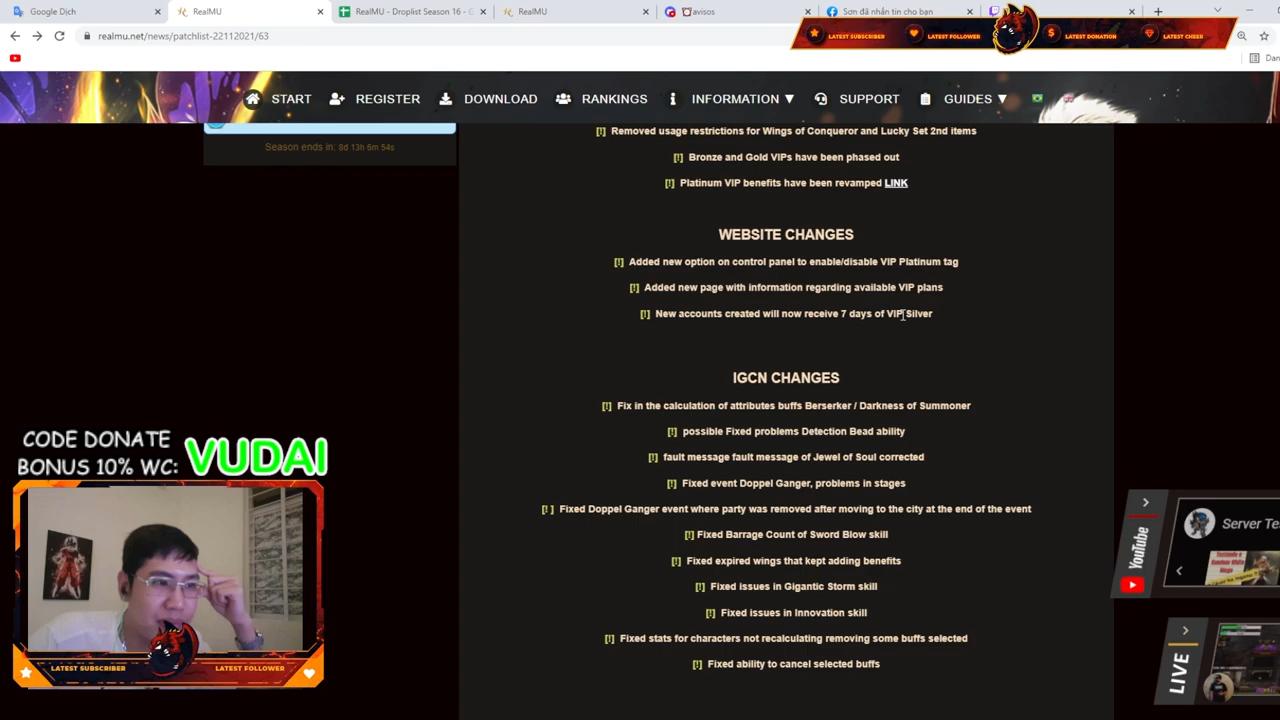 Google Dịch
RealMU
RealMU - Droplist Season 16 - G
RealMU
avisos
Sơn đã nhắn tin cho bạn
realmu.net/news/patchlist-22112021/63
LATEST SUBSCRIBER
LATEST FOLLOWER
LATEST DONATION
LATEST CHEER
Dan
START
REGISTER
DOWNLOAD
RANKINGS
INFORMATION ▼
SUPPORT
GUIDES ▼
Season ends in: 8d 13h 6m 54s
[!] Removed usage restrictions for Wings of Conqueror and Lucky Set 2nd items
[!] Bronze and Gold VIPs have been phased out
[!] Platinum VIP benefits have been revamped LINK
WEBSITE CHANGES
[!] Added new option on control panel to enable/disable VIP Platinum tag
[!] Added new page with information regarding available VIP plans
[!] New accounts created will now receive 7 days of VIP Silver
IGCN CHANGES
[!] Fix in the calculation of attributes buffs Berserker / Darkness of Summoner
[!] possible Fixed problems Detection Bead ability
[!] fault message fault message of Jewel of Soul corrected
[!] Fixed event Doppel Ganger, problems in stages
[! ] Fixed Doppel Ganger event where party was removed after moving to the city at the end of the event
[!] Fixed Barrage Count of Sword Blow skill
[!] Fixed expired wings that kept adding benefits
[!] Fixed issues in Gigantic Storm skill
[!] Fixed issues in Innovation skill
[!] Fixed stats for characters not recalculating removing some buffs selected
[!] Fixed ability to cancel selected buffs
CODE DONATE
BONUS 10% WC: VUDAI
LATEST SUBSCRIBER
LATEST FOLLOWER
YouTube
Server Te
LIVE